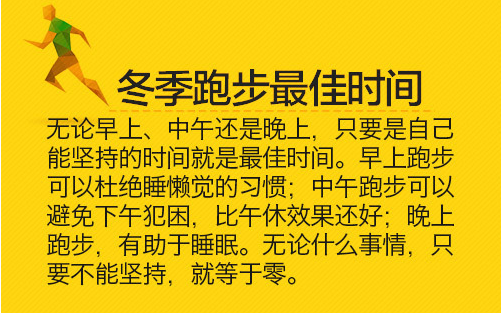 冬季跑步最佳时间
无论早上、中午还是晚上，只要是自己
能坚持的时间就是最佳时间。早上跑步
可以杜绝睡懒觉的习惯；中午跑步可以
避免下午犯困，比午休效果还好；晚上
跑步，有助于睡眠。无论什么事情，只
要不能坚持，就等于零。